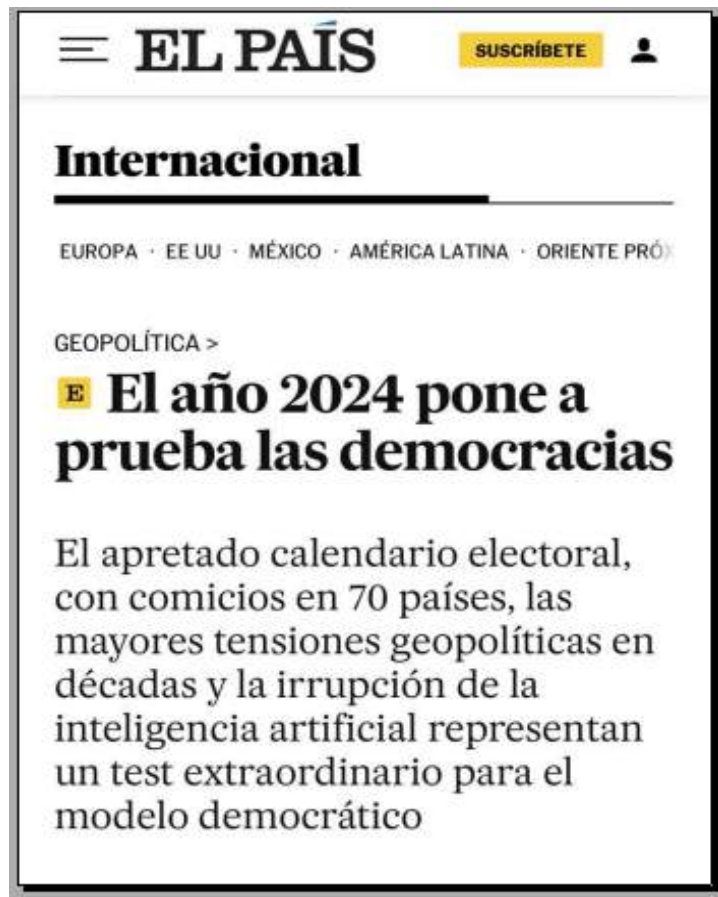 EL PAÍS
SUSCRÍBETE
Internacional
EUROPA · EE UU · MÉXICO · AMÉRICA LATINA · ORIENTE PRÓ
GEOPOLÍTICA >
E El año 2024 pone a
prueba las democracias
El apretado calendario electoral,
con comicios en 70 países, las
mayores tensiones geopolíticas en
décadas y la irrupción de la
inteligencia artificial representan
un test extraordinario para el
modelo democrático